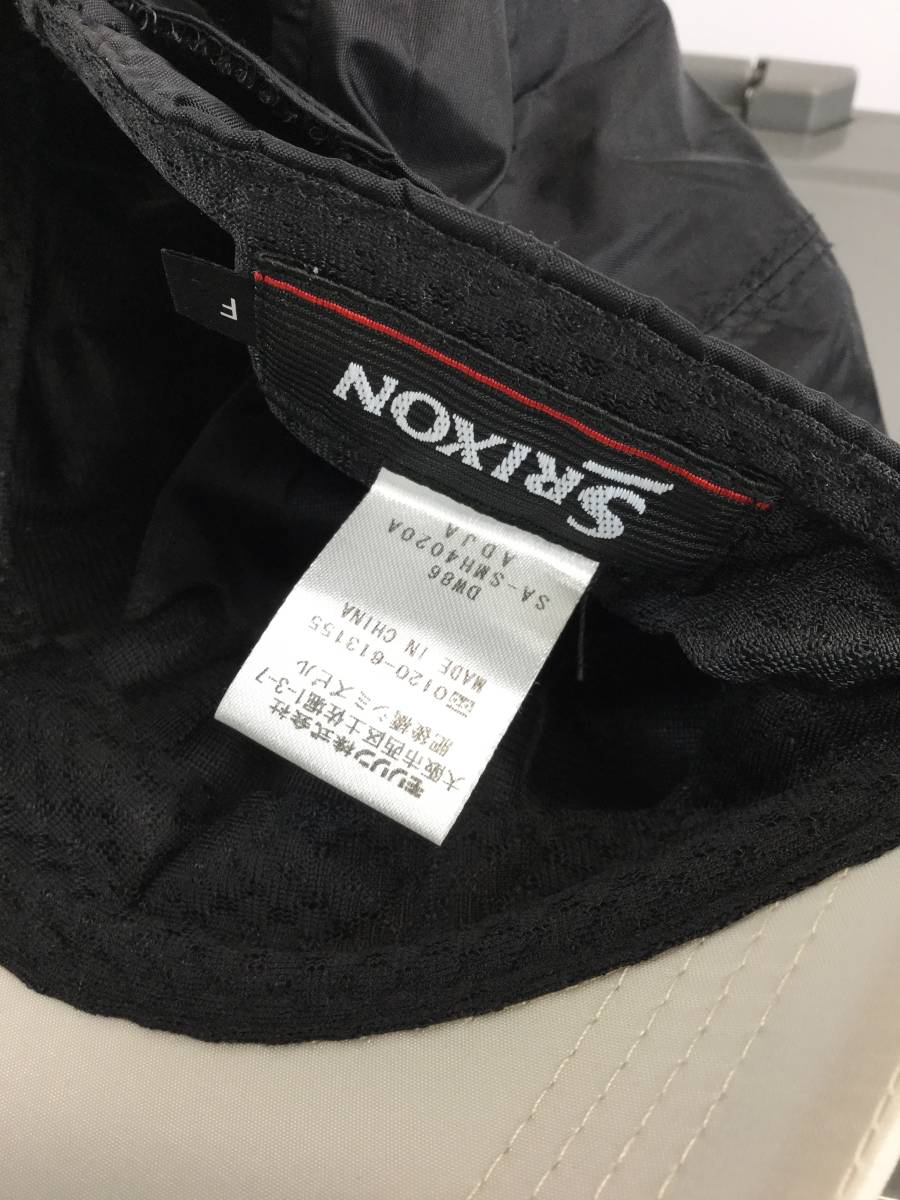 F
SRIXON
ADJA
SA-SMH4020A
DW86
MADE IN CHINA
0120-613155
肥後橋シミズビル
大阪市西区土佐堀1-3-7
モリリン株式会社